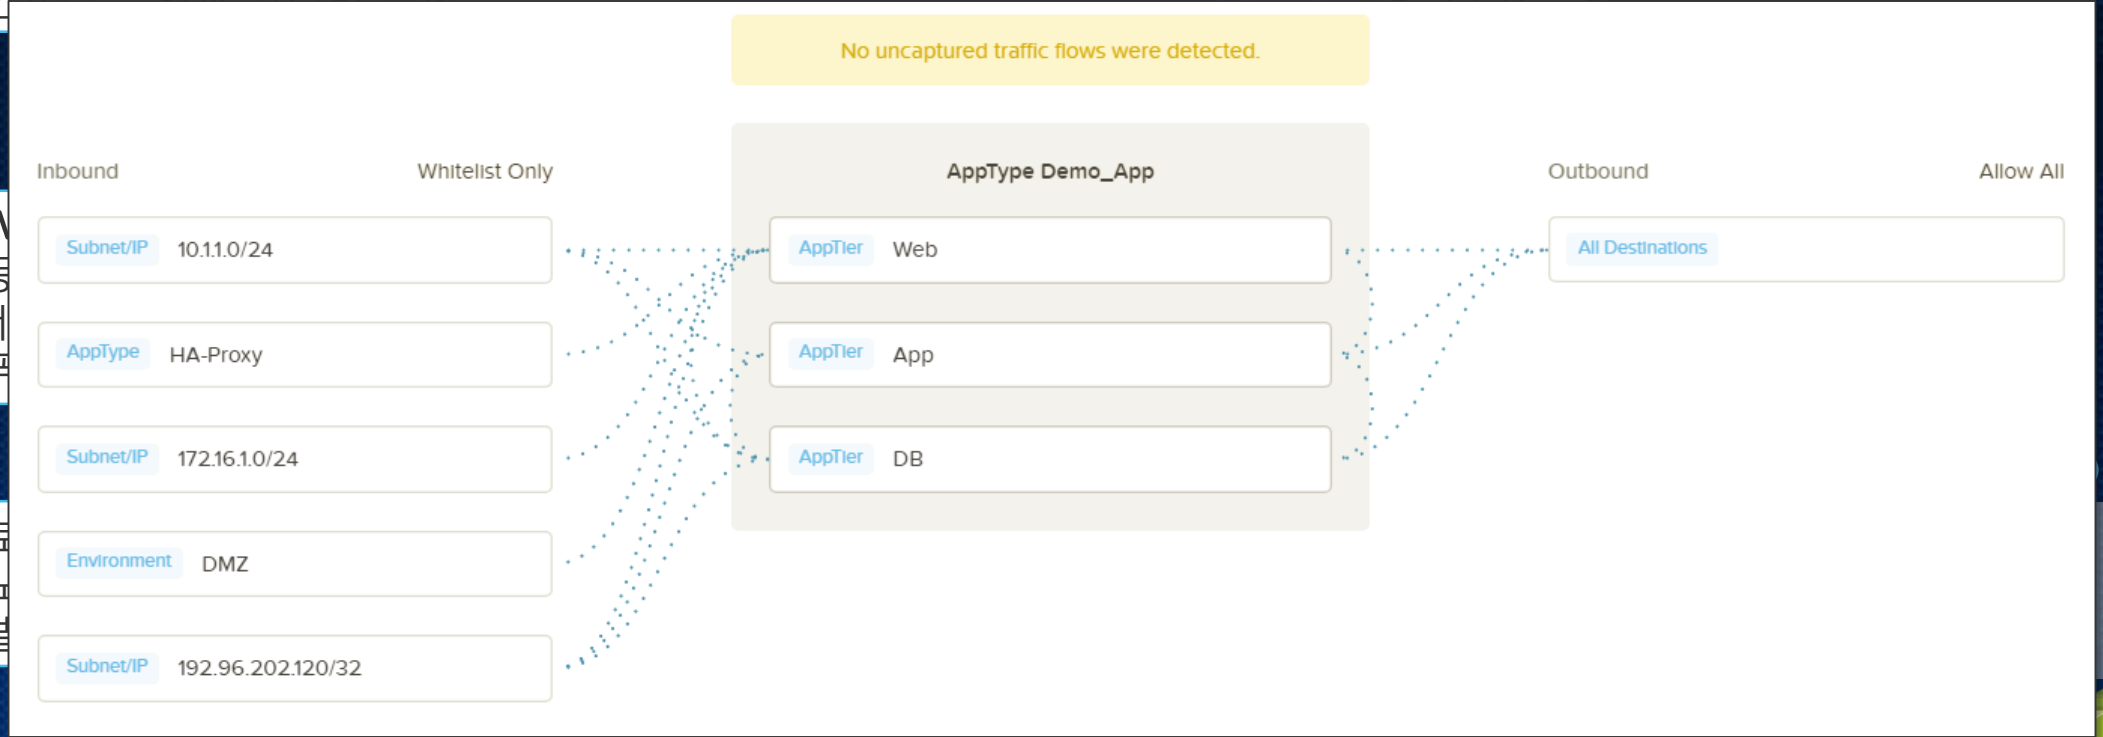 No uncaptured traffic flows were detected.
Inbound Whitelist Only
Subnet/IP 10.1.1.0/24
AppType HA-Proxy
Subnet/IP 172.16.1.0/24
Environment DMZ
Subnet/IP 192.96.202.120/32
AppType Demo_App
AppTier Web
AppTier App
AppTier DB
Outbound Allow All
All Destinations